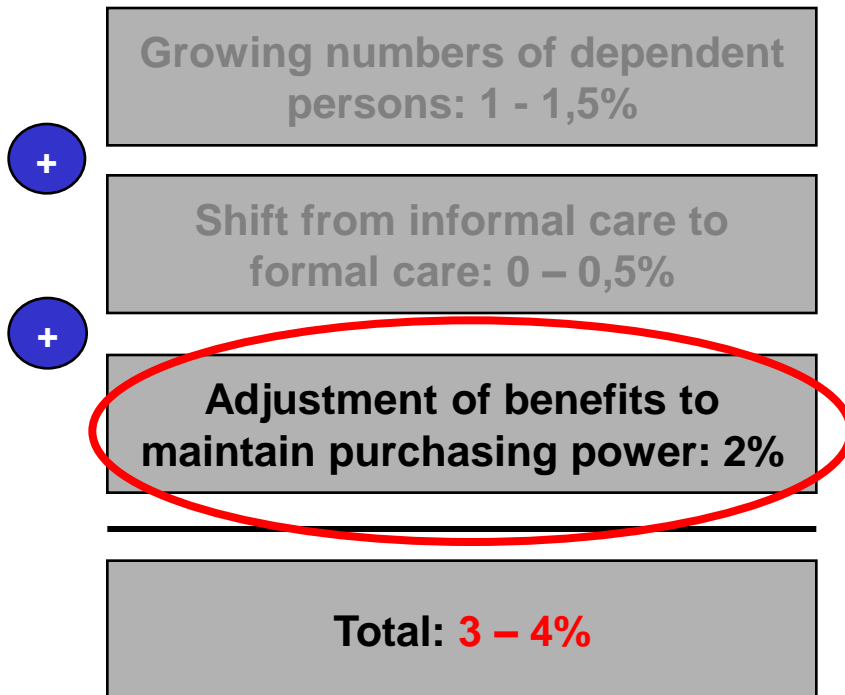 Growing numbers of dependent
persons: 1 - 1,5%
+
Shift from informal care to
formal care: 0 – 0,5%
+
Adjustment of benefits to
maintain purchasing power: 2%
Total: 3 – 4%